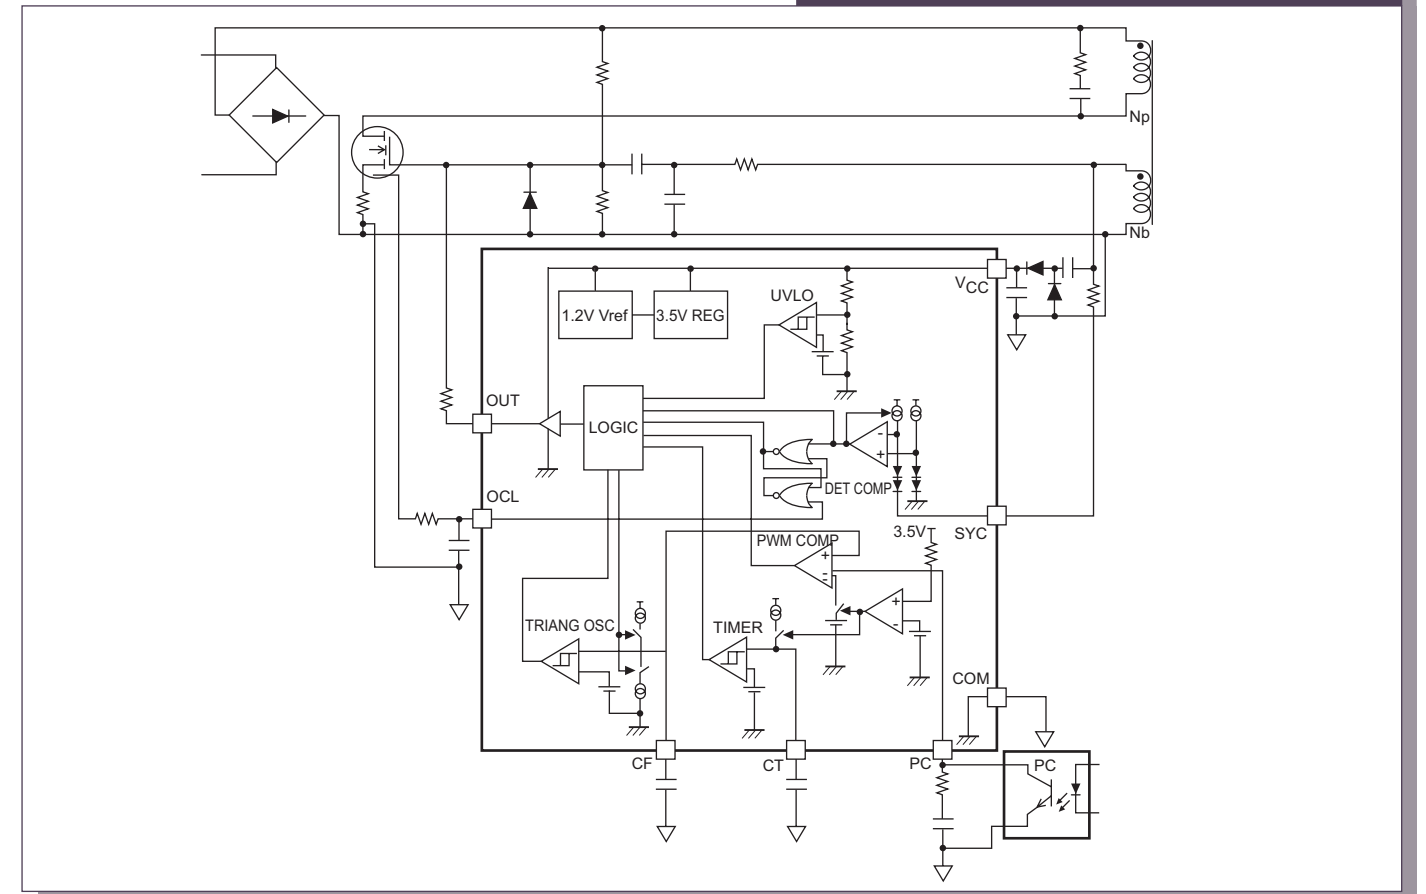 Np
Nb
VCC
UVLO
1.2V Vref
3.5V REG
OUT
LOGIC
-
+
DET COMP
OCL
SYC
3.5V
PWM COMP
+
-
-
+
-
TRIANG OSC
TIMER
COM
CF
CT
PC
PC